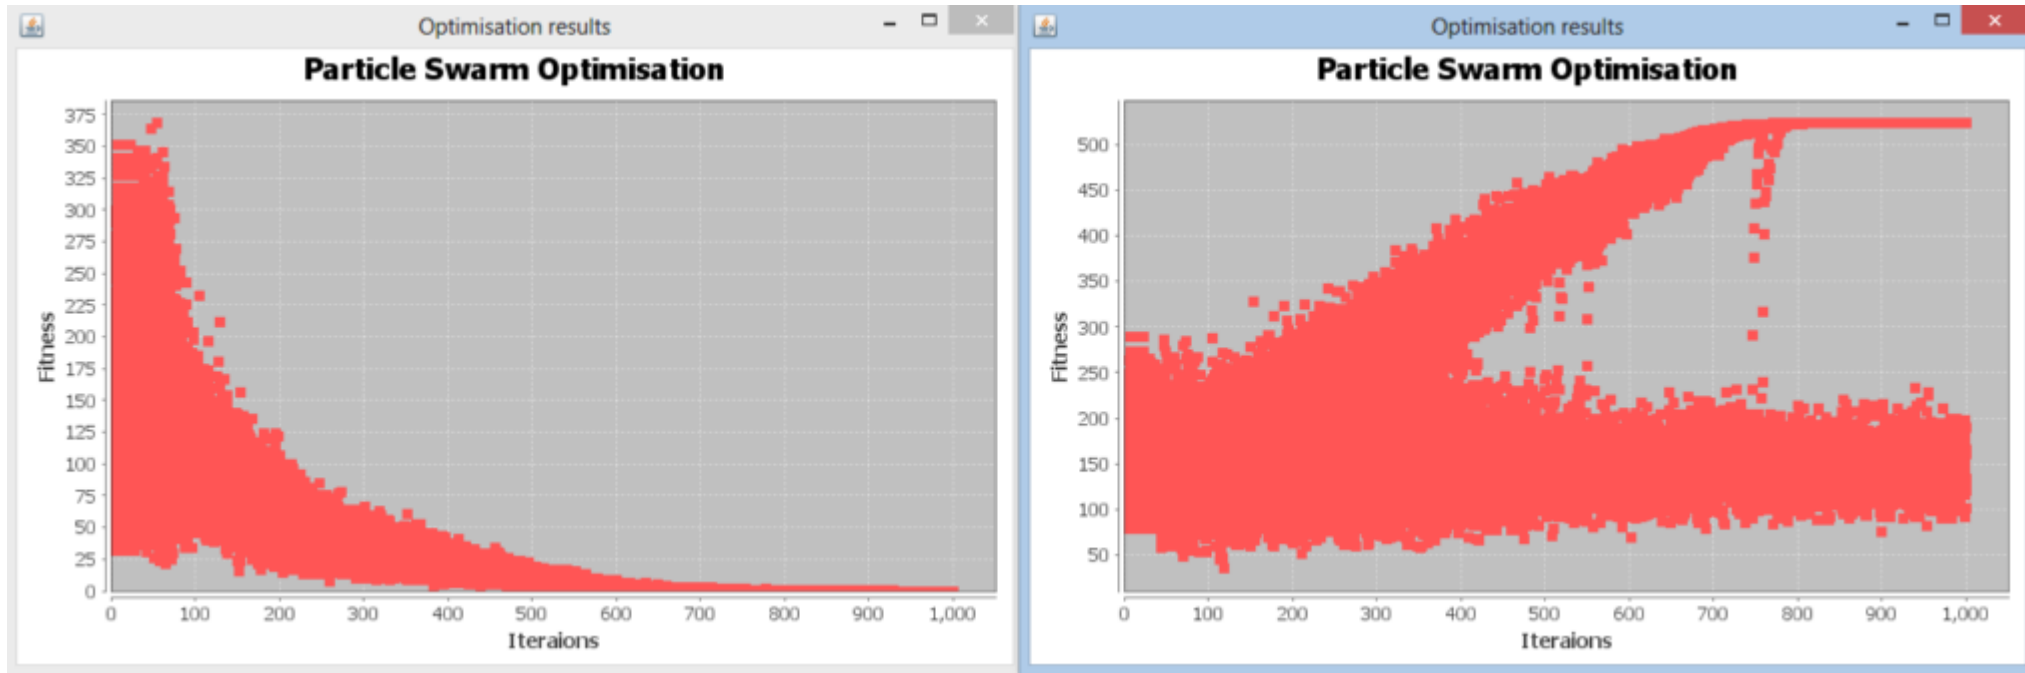 Optimisation results
Particle Swarm Optimisation
375
350
325
300
275
250
225
200
175
150
125
100
75
50
25
0
Fitness
0 100 200 300 400 500 600 700 800 900 1,000
Iteraions
Optimisation results
Particle Swarm Optimisation
500
450
400
350
300
250
200
150
100
50
Fitness
0 100 200 300 400 500 600 700 800 900 1,000
Iteraions